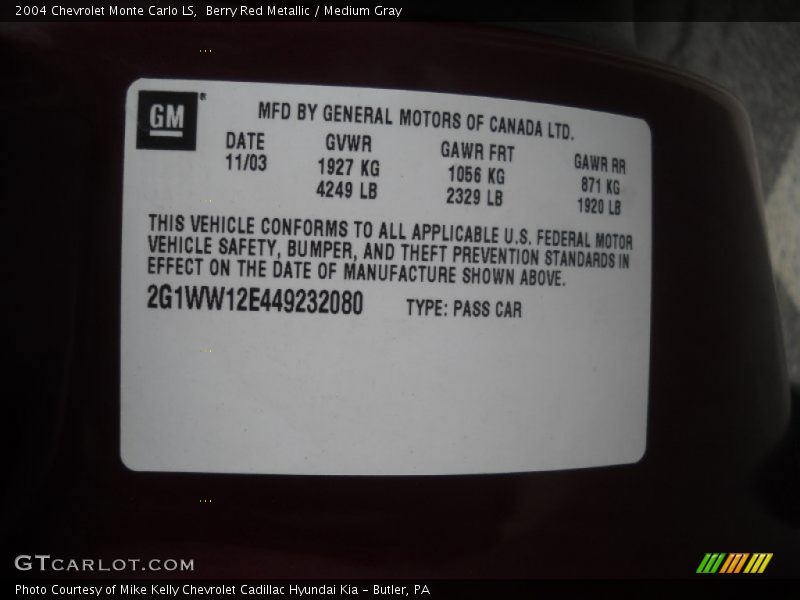 2004 Chevrolet Monte Carlo LS,  Berry Red Metallic / Medium Gray
GM®
MFD BY GENERAL MOTORS OF CANADA LTD.
DATE GVWR GAWR FRT GAWR RR
11/03 1927 KG 1056 KG 871 KG
4249 LB 2329 LB 1920 LB
THIS VEHICLE CONFORMS TO ALL APPLICABLE U.S. FEDERAL MOTOR
VEHICLE SAFETY, BUMPER, AND THEFT PREVENTION STANDARDS IN
EFFECT ON THE DATE OF MANUFACTURE SHOWN ABOVE.
2G1WW12E449232080 TYPE: PASS CAR
GTCARLOT.COM
Photo Courtesy of Mike Kelly Chevrolet Cadillac Hyundai Kia - Butler, PA